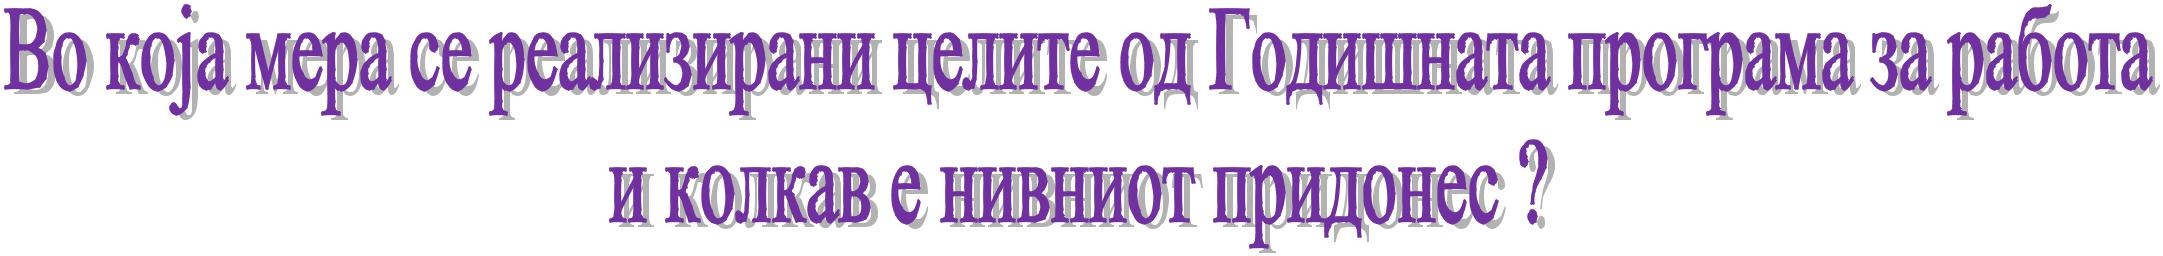 Во која мера се реализирани целите од Годишната програма за работа
и колкав е нивниот придонес ?